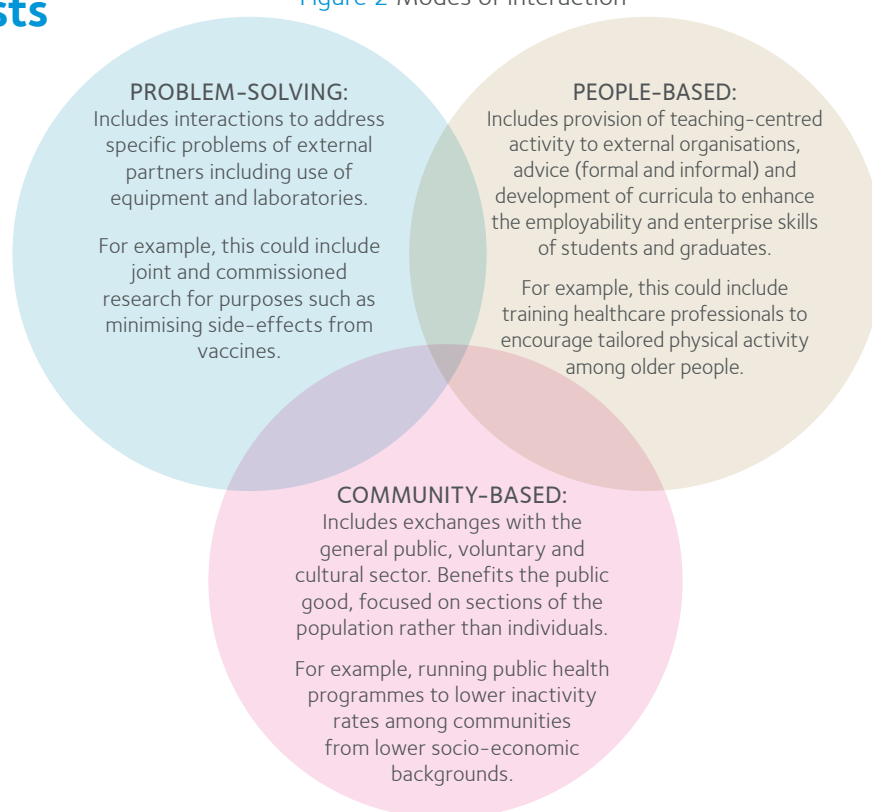 Figure 2 Modes of interaction
PROBLEM-SOLVING:
Includes interactions to address
specific problems of external
partners including use of
equipment and laboratories.
For example, this could include
joint and commissioned
research for purposes such as
minimising side-effects from
vaccines.
PEOPLE-BASED:
Includes provision of teaching-centred
activity to external organisations,
advice (formal and informal) and
development of curricula to enhance
the employability and enterprise skills
of students and graduates.
For example, this could include
training healthcare professionals to
encourage tailored physical activity
among older people.
COMMUNITY-BASED:
Includes exchanges with the
general public, voluntary and
cultural sector. Benefits the public
good, focused on sections of the
population rather than individuals.
For example, running public health
programmes to lower inactivity
rates among communities
from lower socio-economic
backgrounds.